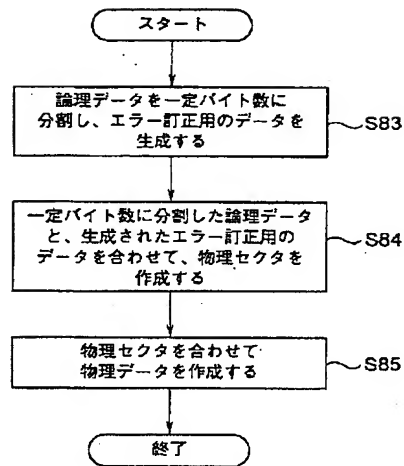 スタート
論理データを一定バイト数に
分割し、エラー訂正用のデータを
生成する
S83
一定バイト数に分割した論理データ
と、生成されたエラー訂正用の
データを合わせて、物理セクタを
作成する
S84
物理セクタを合わせて
物理データを作成する
S85
終了